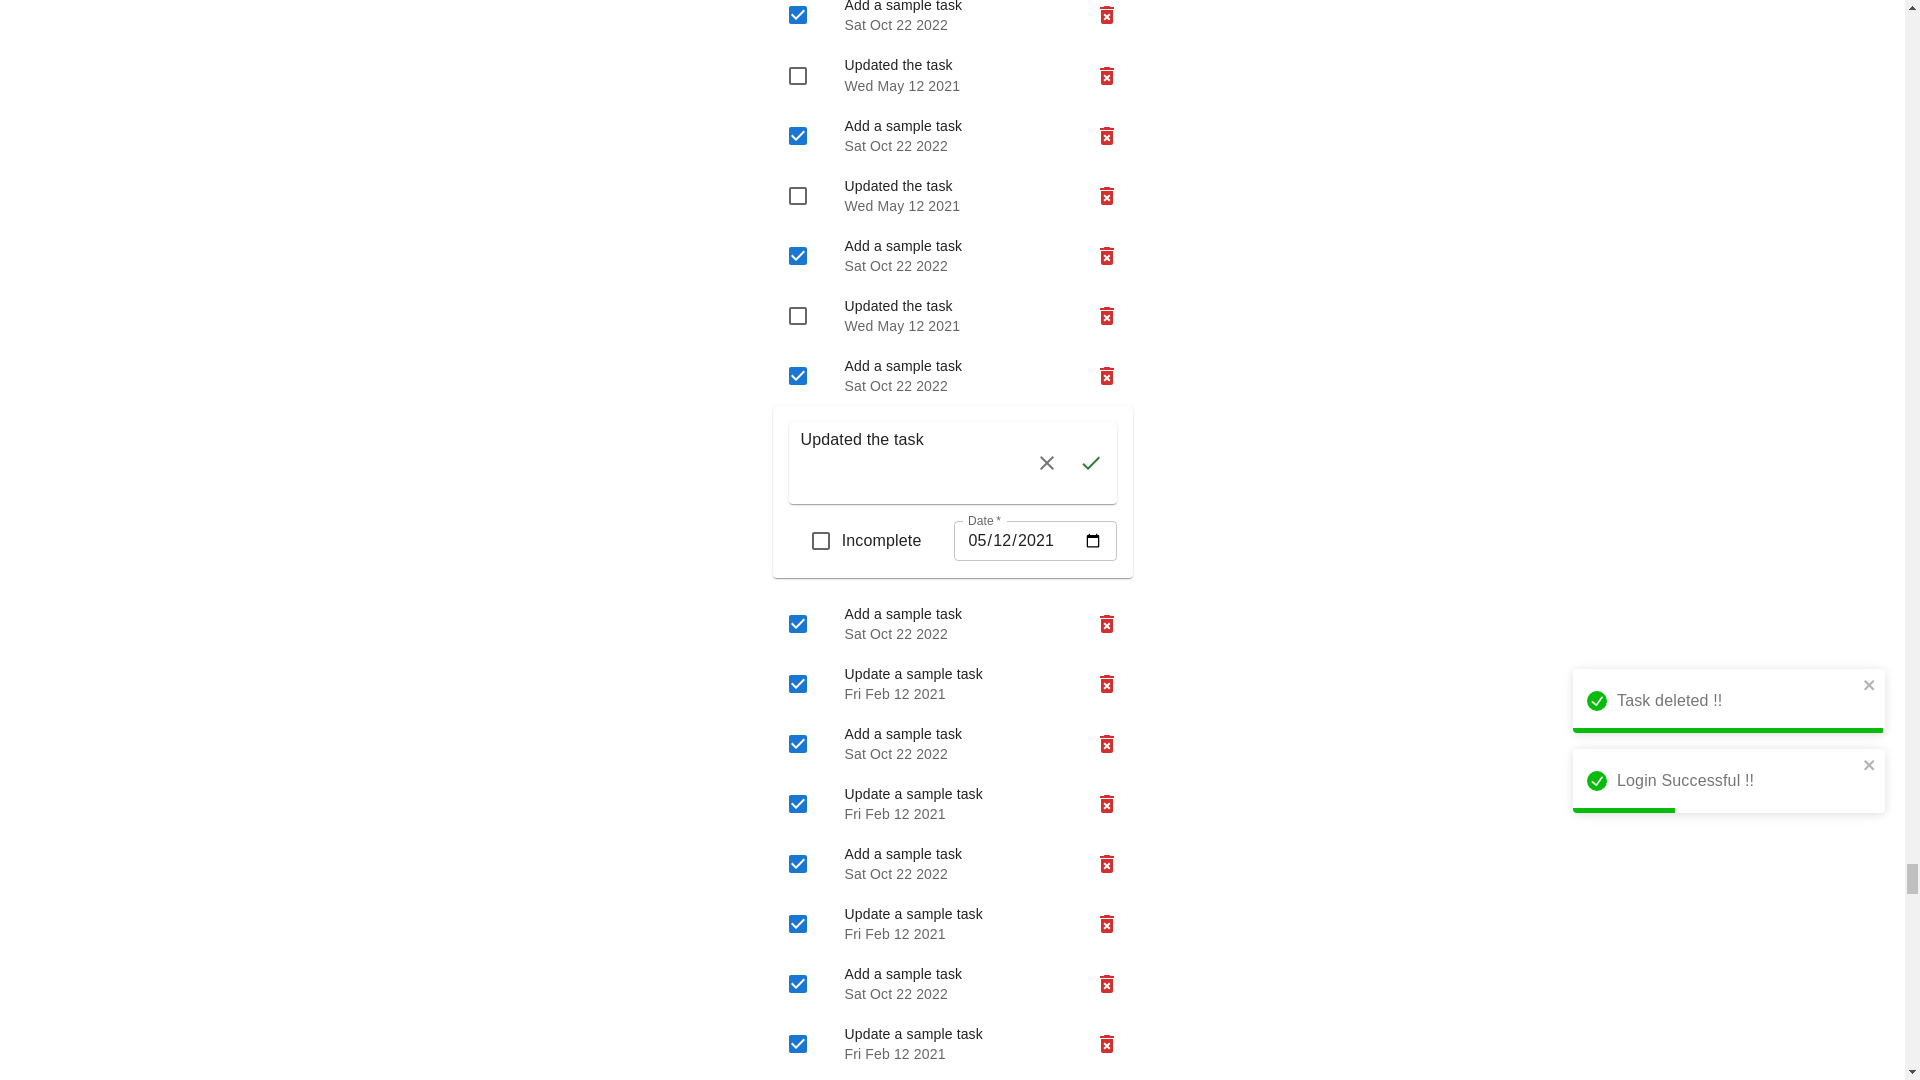 Add a sample task
Sat Oct 22 2022
Updated the task
Wed May 12 2021
Add a sample task
Sat Oct 22 2022
Updated the task
Wed May 12 2021
Add a sample task
Sat Oct 22 2022
Updated the task
Wed May 12 2021
Add a sample task
Sat Oct 22 2022
Updated the task
Date *
Incomplete
05/12/2021
Add a sample task
Sat Oct 22 2022
Update a sample task
Fri Feb 12 2021
Add a sample task
Sat Oct 22 2022
Update a sample task
Fri Feb 12 2021
Add a sample task
Sat Oct 22 2022
Update a sample task
Fri Feb 12 2021
Add a sample task
Sat Oct 22 2022
Update a sample task
Fri Feb 12 2021
Task deleted !!
Login Successful !!